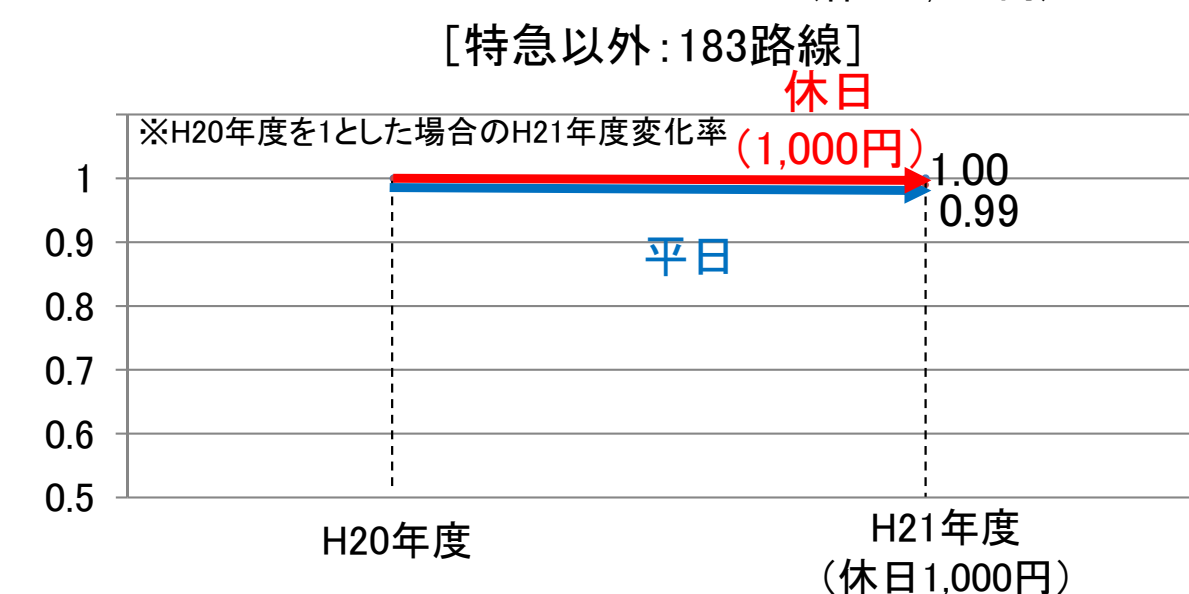 [特急以外:183路線]
休日
(1,000円)
※H20年度を1とした場合のH21年度変化率
1.00
0.99
平日
1
0.9
0.8
0.7
0.6
0.5
H20年度
H21年度
(休日1,000円)